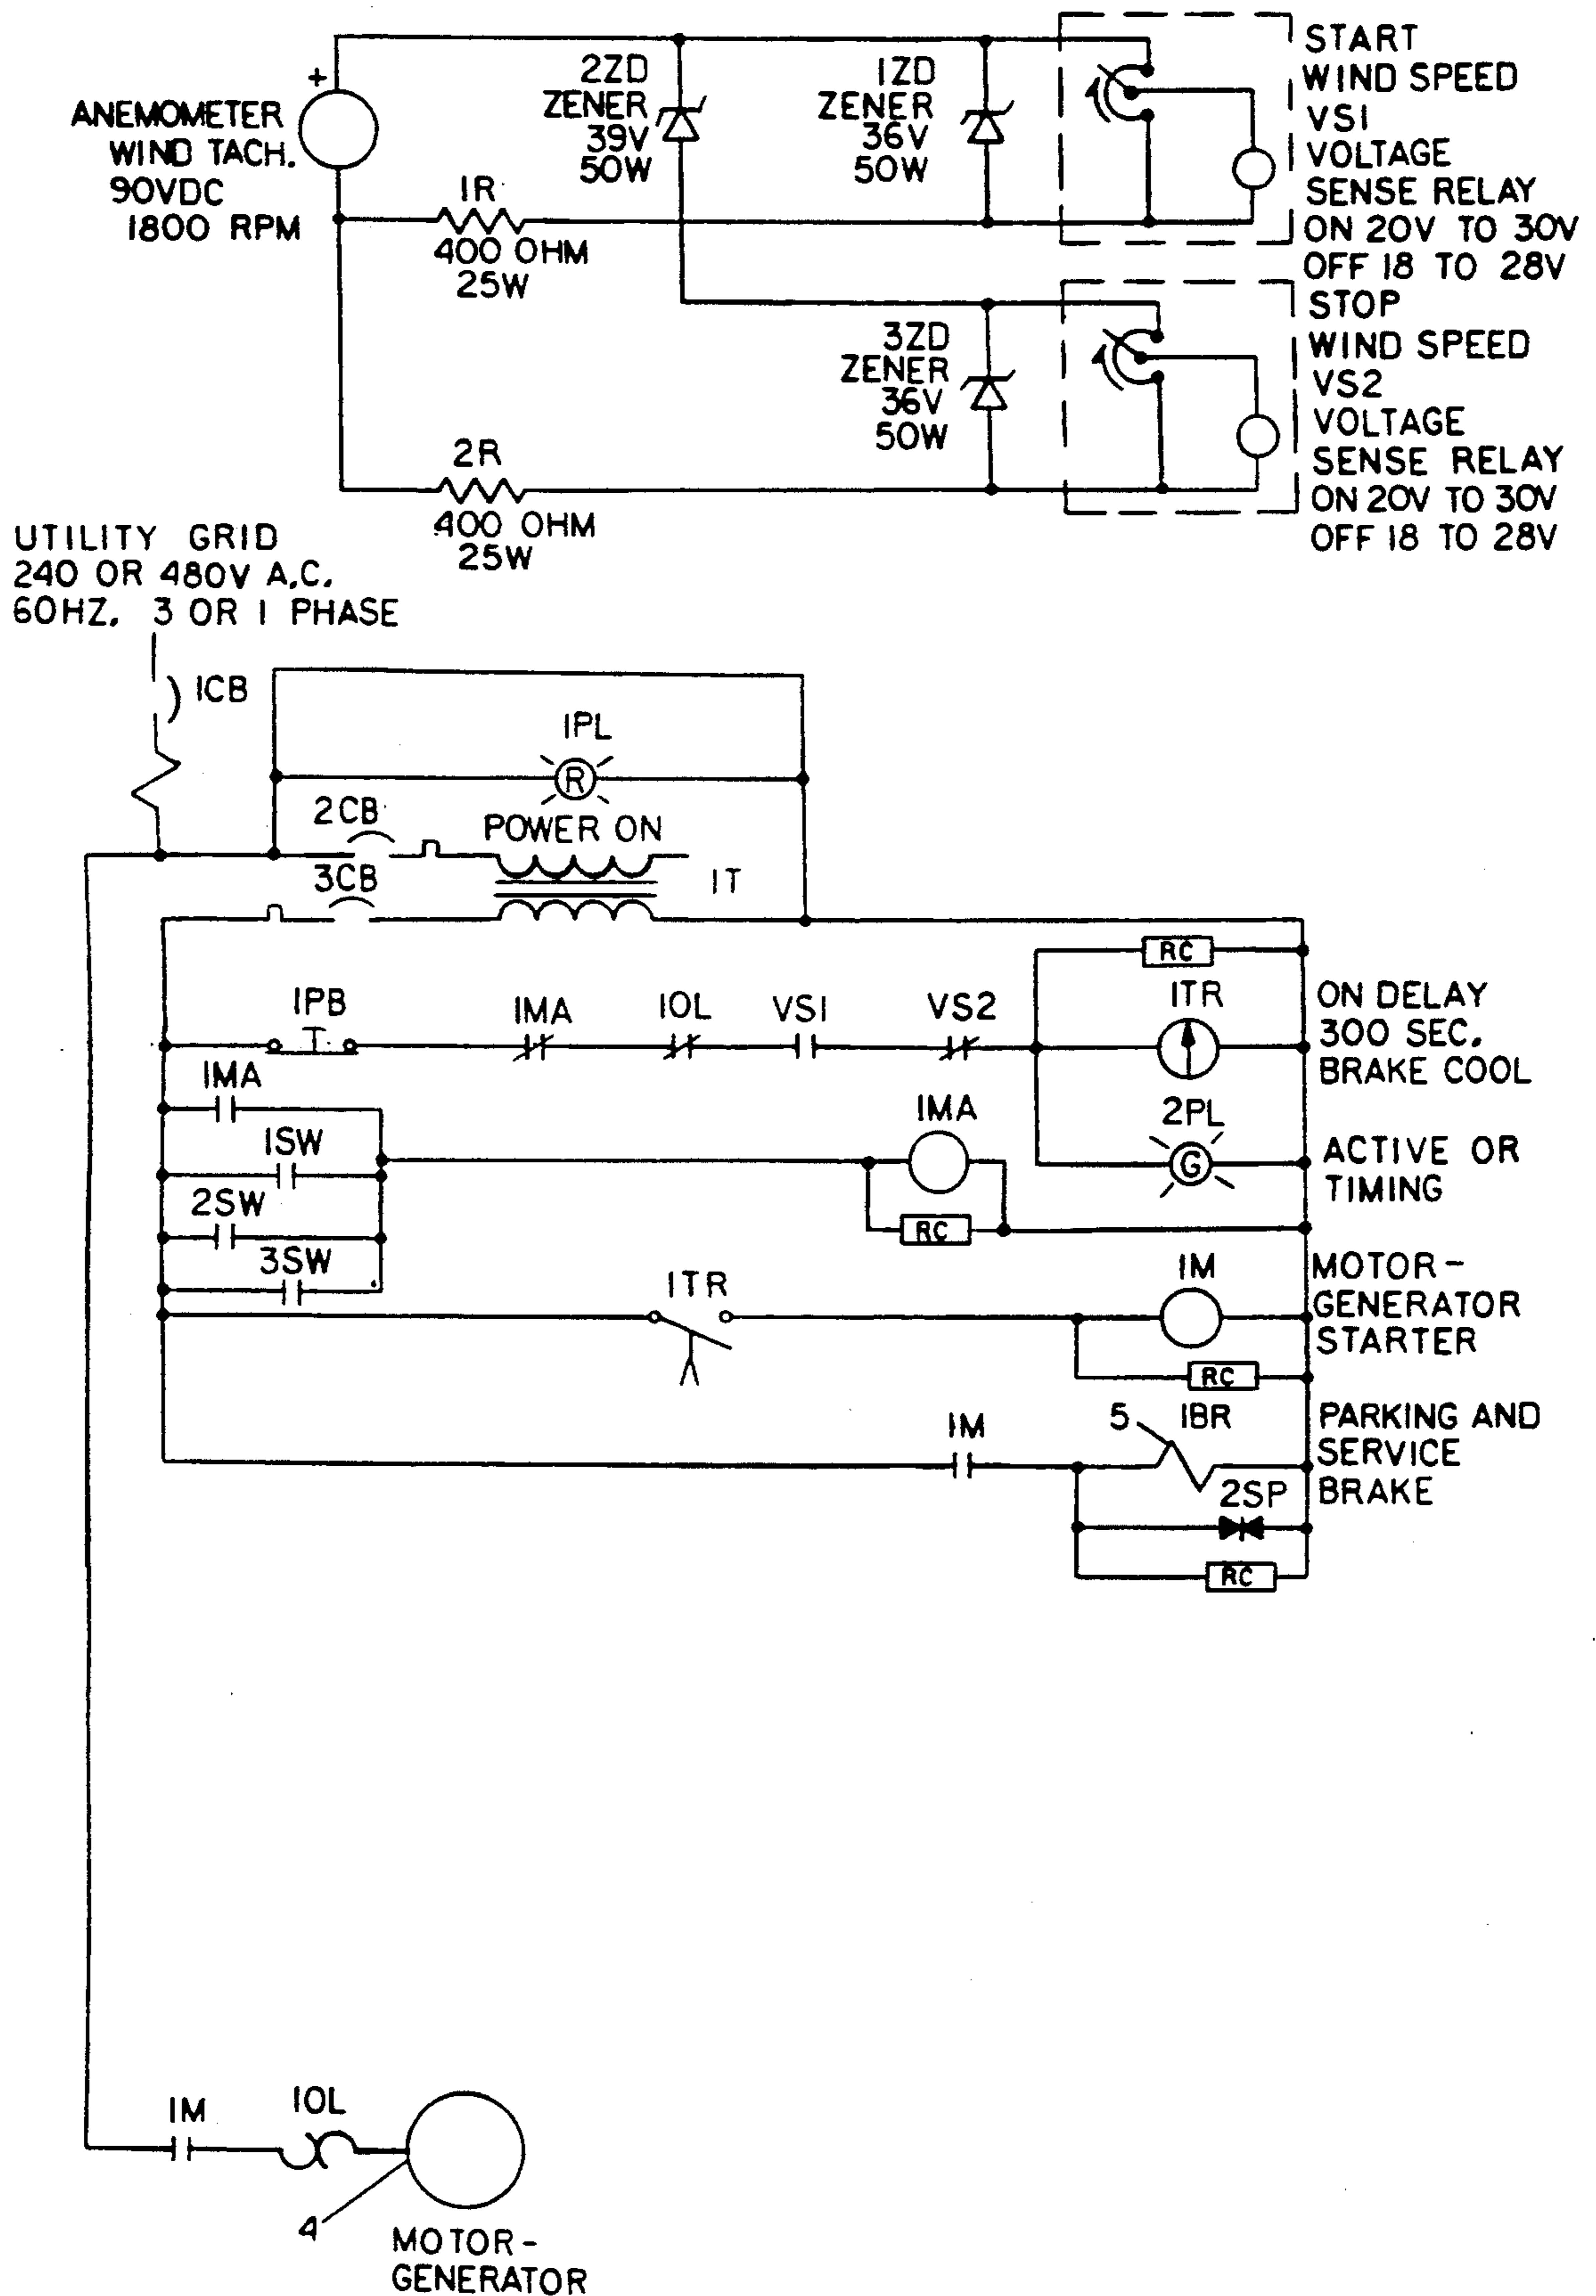 START
WIND SPEED
VS1
VOLTAGE
SENSE RELAY
ON 20V TO 30V
OFF 18 TO 28V
2ZD
ZENER
39V
50W
1ZD
ZENER
36V
50W
+
ANEMOMETER
WIND TACH.
90VDC
1800 RPM
1R
400 OHM
25W
STOP
WIND SPEED
VS2
VOLTAGE
SENSE RELAY
ON 20V TO 30V
OFF 18 TO 28V
3ZD
ZENER
36V
50W
2R
400 OHM
25W
UTILITY GRID
240 OR 480V A.C.
60HZ. 3 OR 1 PHASE
1CB
1PL
R
2CB
POWER ON
3CB
1T
RC
1PB
1MA
1OL
VS1
VS2
1TR
ON DELAY
300 SEC.
BRAKE COOL
1MA
1MA
2PL
G
ACTIVE OR
TIMING
1SW
2SW
RC
3SW
1TR
1M
MOTOR-
GENERATOR
STARTER
RC
1M
5
1BR
PARKING AND
SERVICE
BRAKE
2SP
RC
1M
1OL
4
MOTOR-
GENERATOR